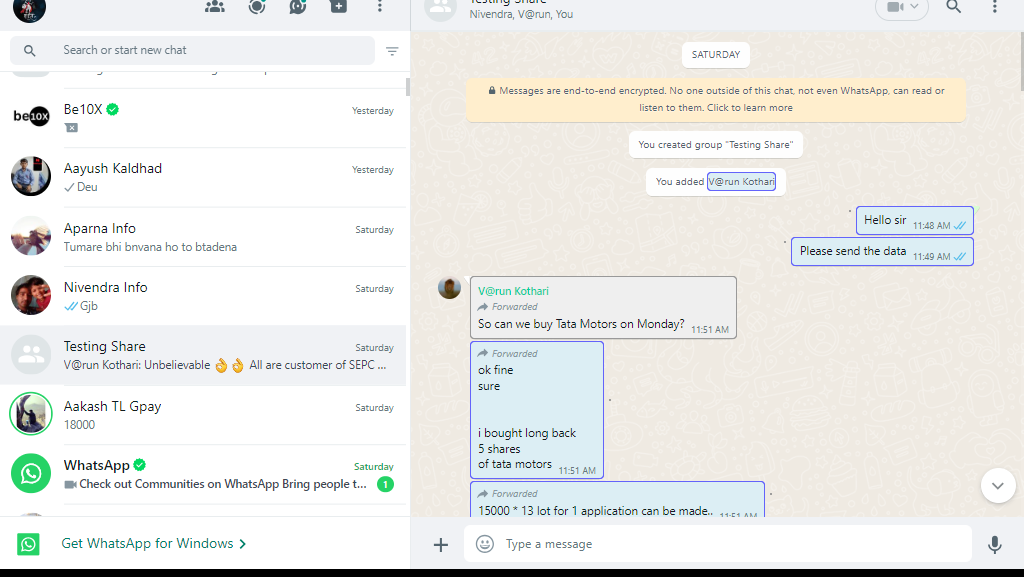 Search or start new chat
be10x
Be10X
Yesterday
Aayush Kaldhad
Yesterday
Deu
Aparna Info
Saturday
Tumare bhi bnvana ho to btadena
Nivendra Info
Saturday
Gjb
Testing Share
Saturday
V@run Kothari: Unbelievable 👌👌 All are customer of SEPC ...
Aakash TL Gpay
Saturday
18000
WhatsApp
Saturday
Check out Communities on WhatsApp Bring people t...
1
Get WhatsApp for Windows
Testing Share
Nivendra, V@run, You
SATURDAY
Messages are end-to-end encrypted. No one outside of this chat, not even WhatsApp, can read or
listen to them. Click to learn more
You created group "Testing Share"
You added V@run Kothari
Hello sir
11:48 AM
Please send the data
11:49 AM
V@run Kothari
Forwarded
So can we buy Tata Motors on Monday?
11:51 AM
Forwarded
ok fine
sure
i bought long back
5 shares
of tata motors
11:51 AM
Forwarded
15000 * 13 lot for 1 application can be made..
11:51 AM
Type a message